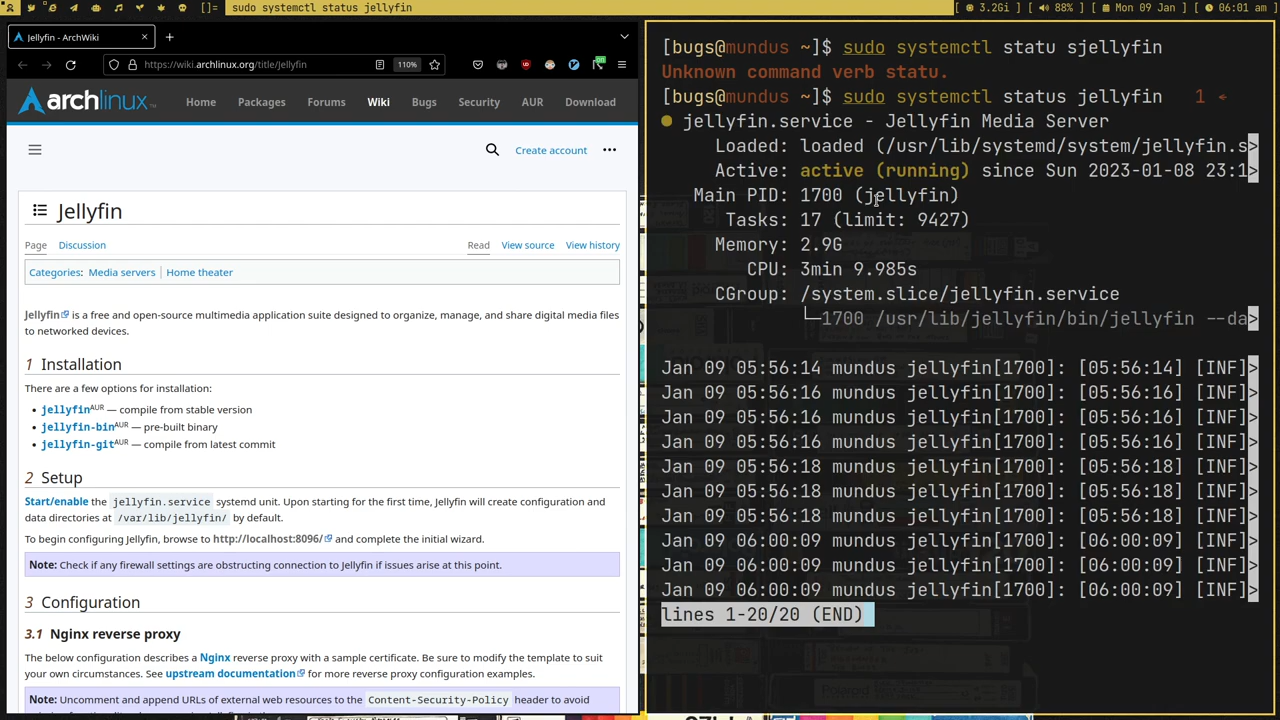 []= sudo systemctl status jellyfin [ 3.2Gi ] [ 88% ] [ Mon 09 Jan ] [ 06:01 am ]
Jellyfin - ArchWiki
https://wiki.archlinux.org/title/Jellyfin 110% on
archlinux Home Packages Forums Wiki Bugs Security AUR Download
Create account
Jellyfin
Page Discussion Read View source View history
Categories: Media servers | Home theater
Jellyfin is a free and open-source multimedia application suite designed to organize, manage, and share digital media files
to networked devices.
1 Installation
There are a few options for installation:
• jellyfinAUR — compile from stable version
• jellyfin-binAUR — pre-built binary
• jellyfin-gitAUR — compile from latest commit
2 Setup
Start/enable the jellyfin.service systemd unit. Upon starting for the first time, Jellyfin will create configuration and
data directories at /var/lib/jellyfin/ by default.
To begin configuring Jellyfin, browse to http://localhost:8096/ and complete the initial wizard.
Note: Check if any firewall settings are obstructing connection to Jellyfin if issues arise at this point.
3 Configuration
3.1 Nginx reverse proxy
The below configuration describes a Nginx reverse proxy with a sample certificate. Be sure to modify the template to suit
your own circumstances. See upstream documentation for more reverse proxy configuration examples.
Note: Uncomment and append URLs of external web resources to the Content-Security-Policy header to avoid
[bugs@mundus ~]$ sudo systemctl statu sjellyfin
Unknown command verb statu.
[bugs@mundus ~]$ sudo systemctl status jellyfin 1 ←
● jellyfin.service - Jellyfin Media Server
Loaded: loaded (/usr/lib/systemd/system/jellyfin.s>
Active: active (running) since Sun 2023-01-08 23:1>
Main PID: 1700 (jellyfin)
Tasks: 17 (limit: 9427)
Memory: 2.9G
CPU: 3min 9.985s
CGroup: /system.slice/jellyfin.service
└─1700 /usr/lib/jellyfin/bin/jellyfin --da>
Jan 09 05:56:14 mundus jellyfin[1700]: [05:56:14] [INF]>
Jan 09 05:56:16 mundus jellyfin[1700]: [05:56:16] [INF]>
Jan 09 05:56:16 mundus jellyfin[1700]: [05:56:16] [INF]>
Jan 09 05:56:16 mundus jellyfin[1700]: [05:56:16] [INF]>
Jan 09 05:56:18 mundus jellyfin[1700]: [05:56:18] [INF]>
Jan 09 05:56:18 mundus jellyfin[1700]: [05:56:18] [INF]>
Jan 09 05:56:18 mundus jellyfin[1700]: [05:56:18] [INF]>
Jan 09 06:00:09 mundus jellyfin[1700]: [06:00:09] [INF]>
Jan 09 06:00:09 mundus jellyfin[1700]: [06:00:09] [INF]>
Jan 09 06:00:09 mundus jellyfin[1700]: [06:00:09] [INF]>
lines 1-20/20 (END)